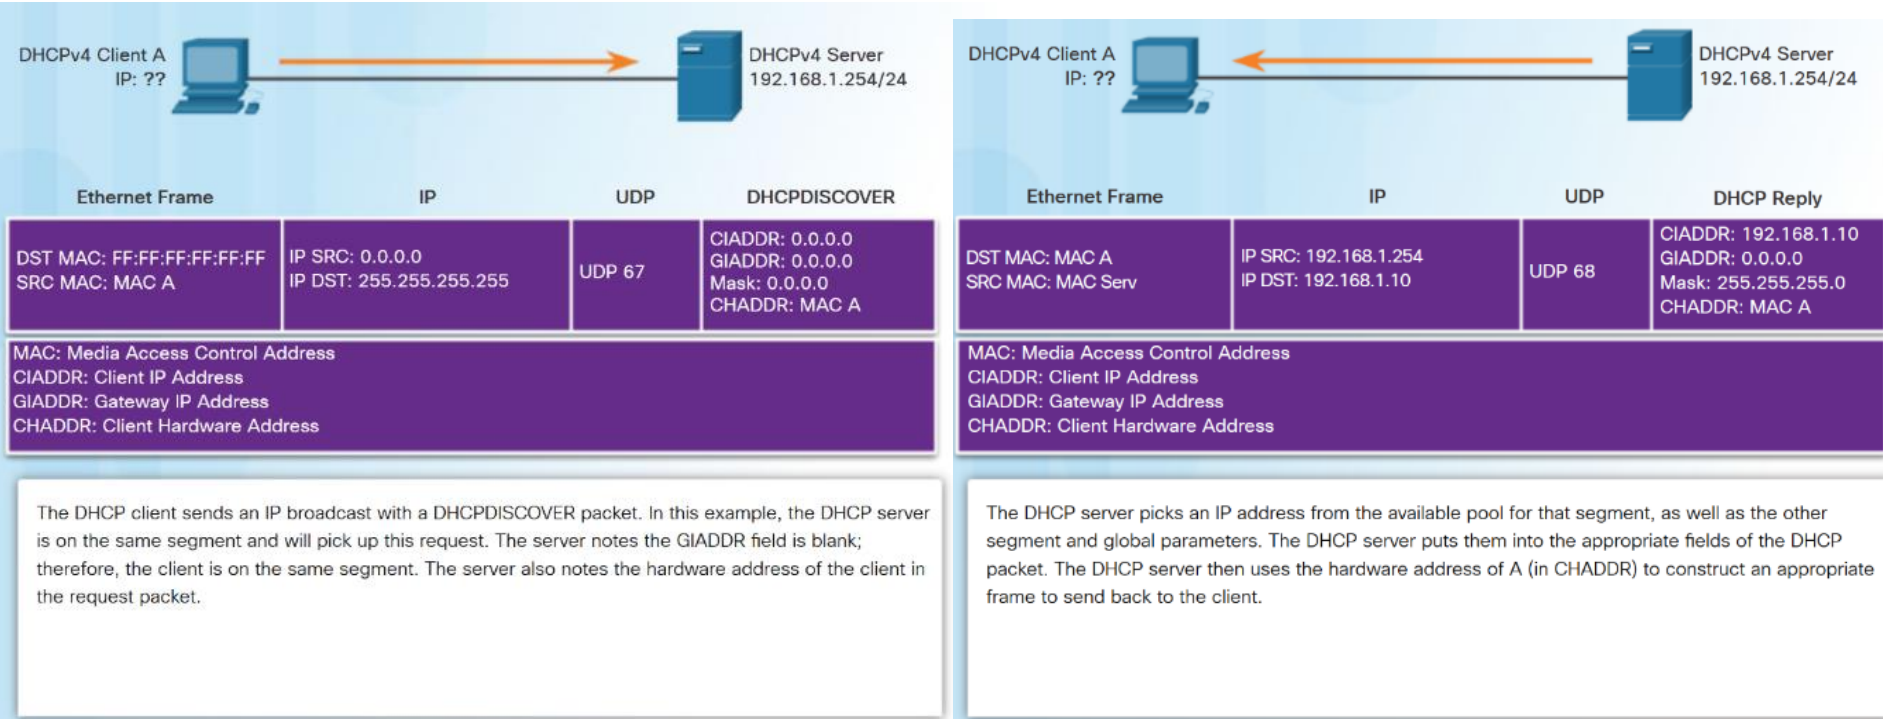 DHCPv4 Client A
IP: ??
DHCPv4 Server
192.168.1.254/24
Ethernet Frame
IP
UDP
DHCPDISCOVER
DST MAC: FF:FF:FF:FF:FF:FF
SRC MAC: MAC A
IP SRC: 0.0.0.0
IP DST: 255.255.255.255
UDP 67
CIADDR: 0.0.0.0
GIADDR: 0.0.0.0
Mask: 0.0.0.0
CHADDR: MAC A
MAC: Media Access Control Address
CIADDR: Client IP Address
GIADDR: Gateway IP Address
CHADDR: Client Hardware Address
The DHCP client sends an IP broadcast with a DHCPDISCOVER packet. In this example, the DHCP server
is on the same segment and will pick up this request. The server notes the GIADDR field is blank;
therefore, the client is on the same segment. The server also notes the hardware address of the client in
the request packet.
DHCPv4 Client A
IP: ??
DHCPv4 Server
192.168.1.254/24
Ethernet Frame
IP
UDP
DHCP Reply
DST MAC: MAC A
SRC MAC: MAC Serv
IP SRC: 192.168.1.254
IP DST: 192.168.1.10
UDP 68
CIADDR: 192.168.1.10
GIADDR: 0.0.0.0
Mask: 255.255.255.0
CHADDR: MAC A
MAC: Media Access Control Address
CIADDR: Client IP Address
GIADDR: Gateway IP Address
CHADDR: Client Hardware Address
The DHCP server picks an IP address from the available pool for that segment, as well as the other
segment and global parameters. The DHCP server puts them into the appropriate fields of the DHCP
packet. The DHCP server then uses the hardware address of A (in CHADDR) to construct an appropriate
frame to send back to the client.